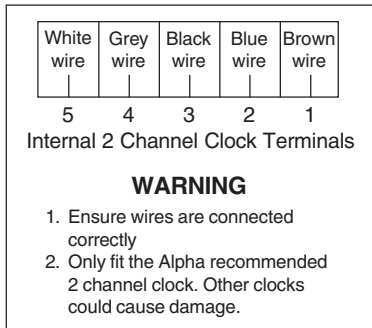 White Grey Black Blue Brown
wire wire wire wire wire
5 4 3 2 1
Internal 2 Channel Clock Terminals
WARNING
1. Ensure wires are connected
correctly
2. Only fit the Alpha recommended
2 channel clock. Other clocks
could cause damage.